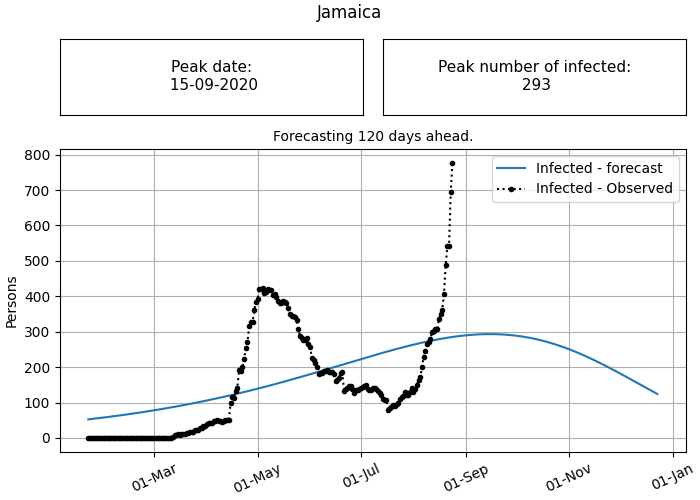 Jamaica
Peak date:
15-09-2020
Peak number of infected:
293
Forecasting 120 days ahead.
Infected - forecast
Infected - Observed
Persons
800
700
600
500
400
300
200
100
0
01-Mar
01-May
01-Jul
01-Sep
01-Nov
01-Jan